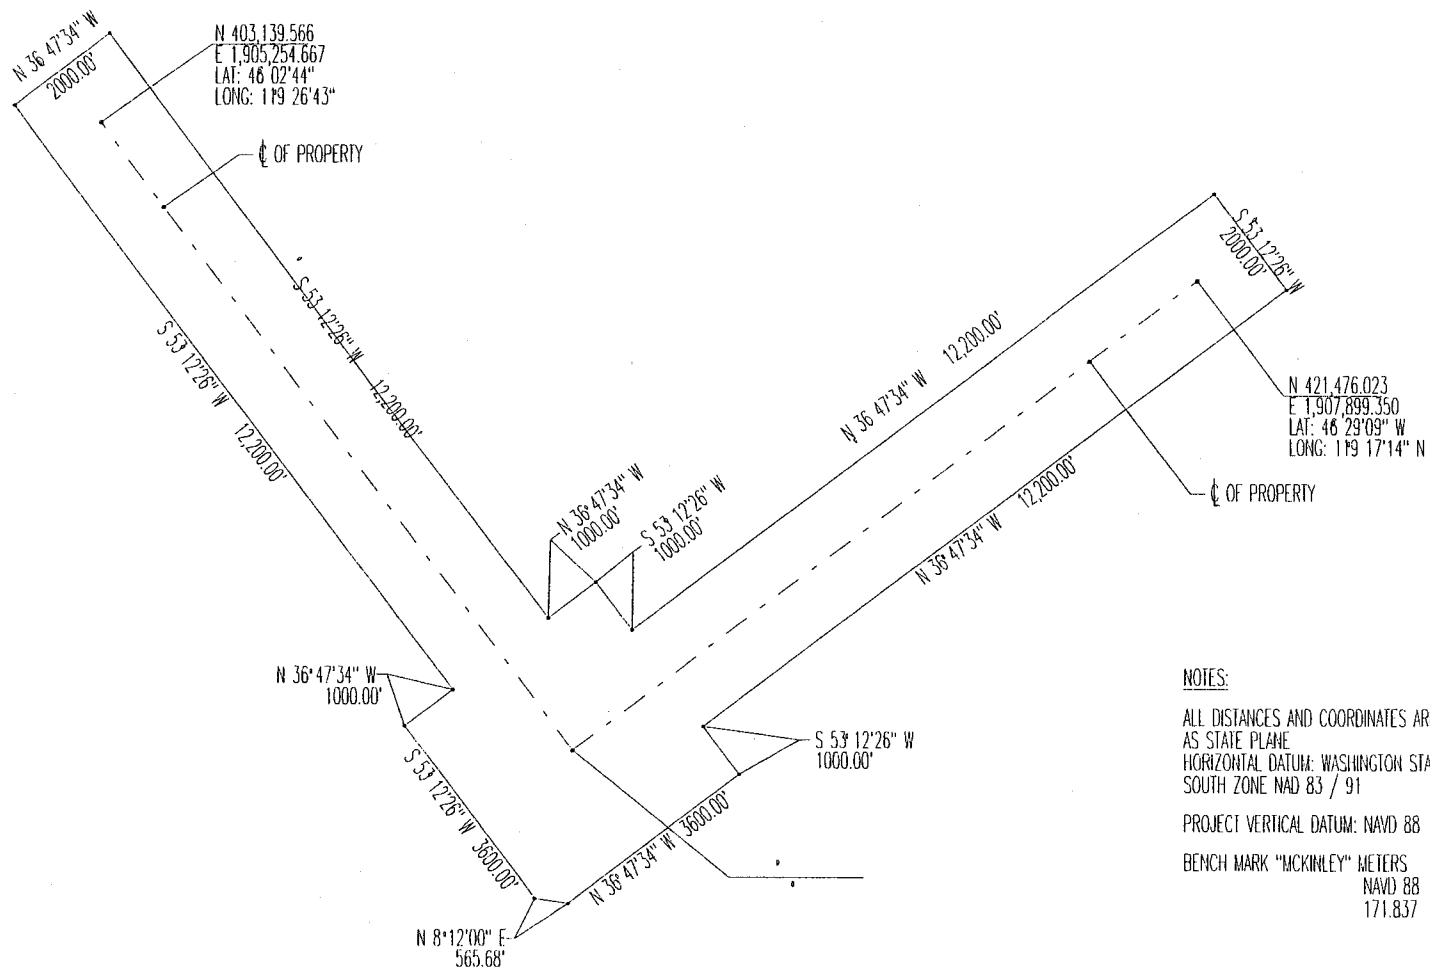 N 36 47'34" W
2000.00'
N 403,139.566
E 1,905,254.667
LAT: 46 02'44"
LONG: 119 26'43"
℄ OF PROPERTY
S 53 12'26" W 12,200.00'
S 53 12'26" W 12,200.00'
S 53 12'26" W
2000.00'
N 36 47'34" W 12,200.00'
N 421,476.023
E 1,907,899.350
LAT: 46 29'09" W
LONG: 119 17'14" N
℄ OF PROPERTY
N 36°47'34" W
1000.00'
S 53° 12'26" W
1000.00'
N 36°47'34" W 12,200.00'
N 36°47'34" W
1000.00'
S 53° 12'26" W
1000.00'
S 53° 12'26" W 3600.00'
N 36°47'34" W 3600.00'
N 8°12'00" E
565.68'
NOTES:
ALL DISTANCES AND COORDINATES AR
AS STATE PLANE
HORIZONTAL DATUM: WASHINGTON STA
SOUTH ZONE NAD 83 / 91
PROJECT VERTICAL DATUM: NAVD 88
BENCH MARK "MCKINLEY" METERS
NAVD 88
171.837